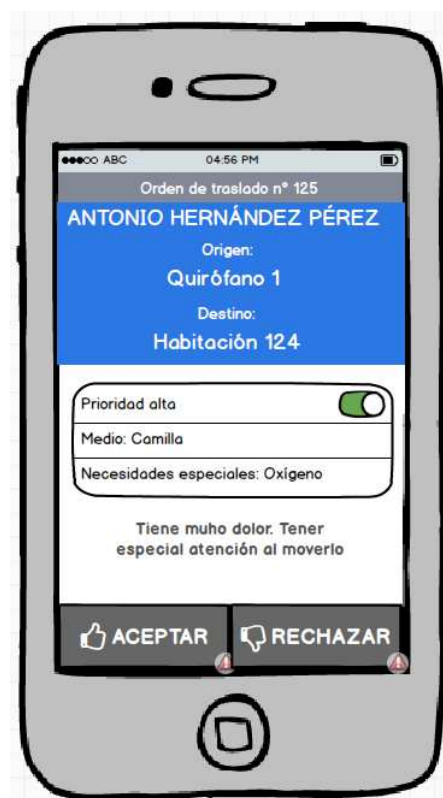 ABC 04:56 PM
Orden de traslado nº 125
ANTONIO HERNÁNDEZ PÉREZ
Origen:
Quirófano 1
Destino:
Habitación 124
Prioridad alta
Medio: Camilla
Necesidades especiales: Oxígeno
Tiene muho dolor. Tener
especial atención al moverlo
ACEPTAR RECHAZAR